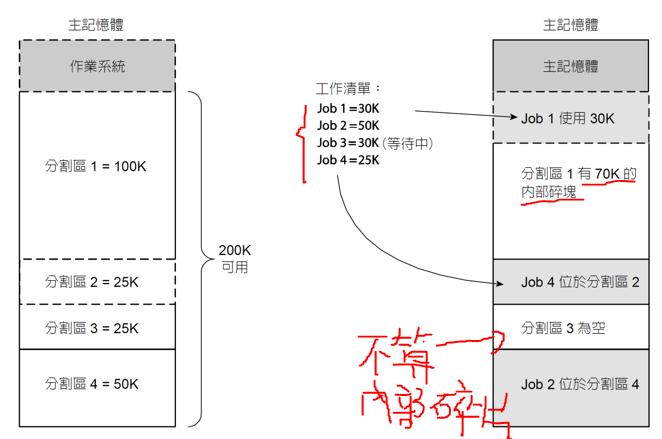 主記憶體
作業系統
分割區 1 = 100K
分割區 2 = 25K
分割區 3 = 25K
分割區 4 = 50K
200K
可用
工作清單：
Job 1 = 30K
Job 2 = 50K
Job 3 = 30K (等待中)
Job 4 = 25K
主記憶體
主記憶體
Job 1 使用 30K
分割區 1 有 70K 的
內部碎塊
Job 4 位於分割區 2
分割區 3 為空
Job 2 位於分割區 4
不算
內部碎片